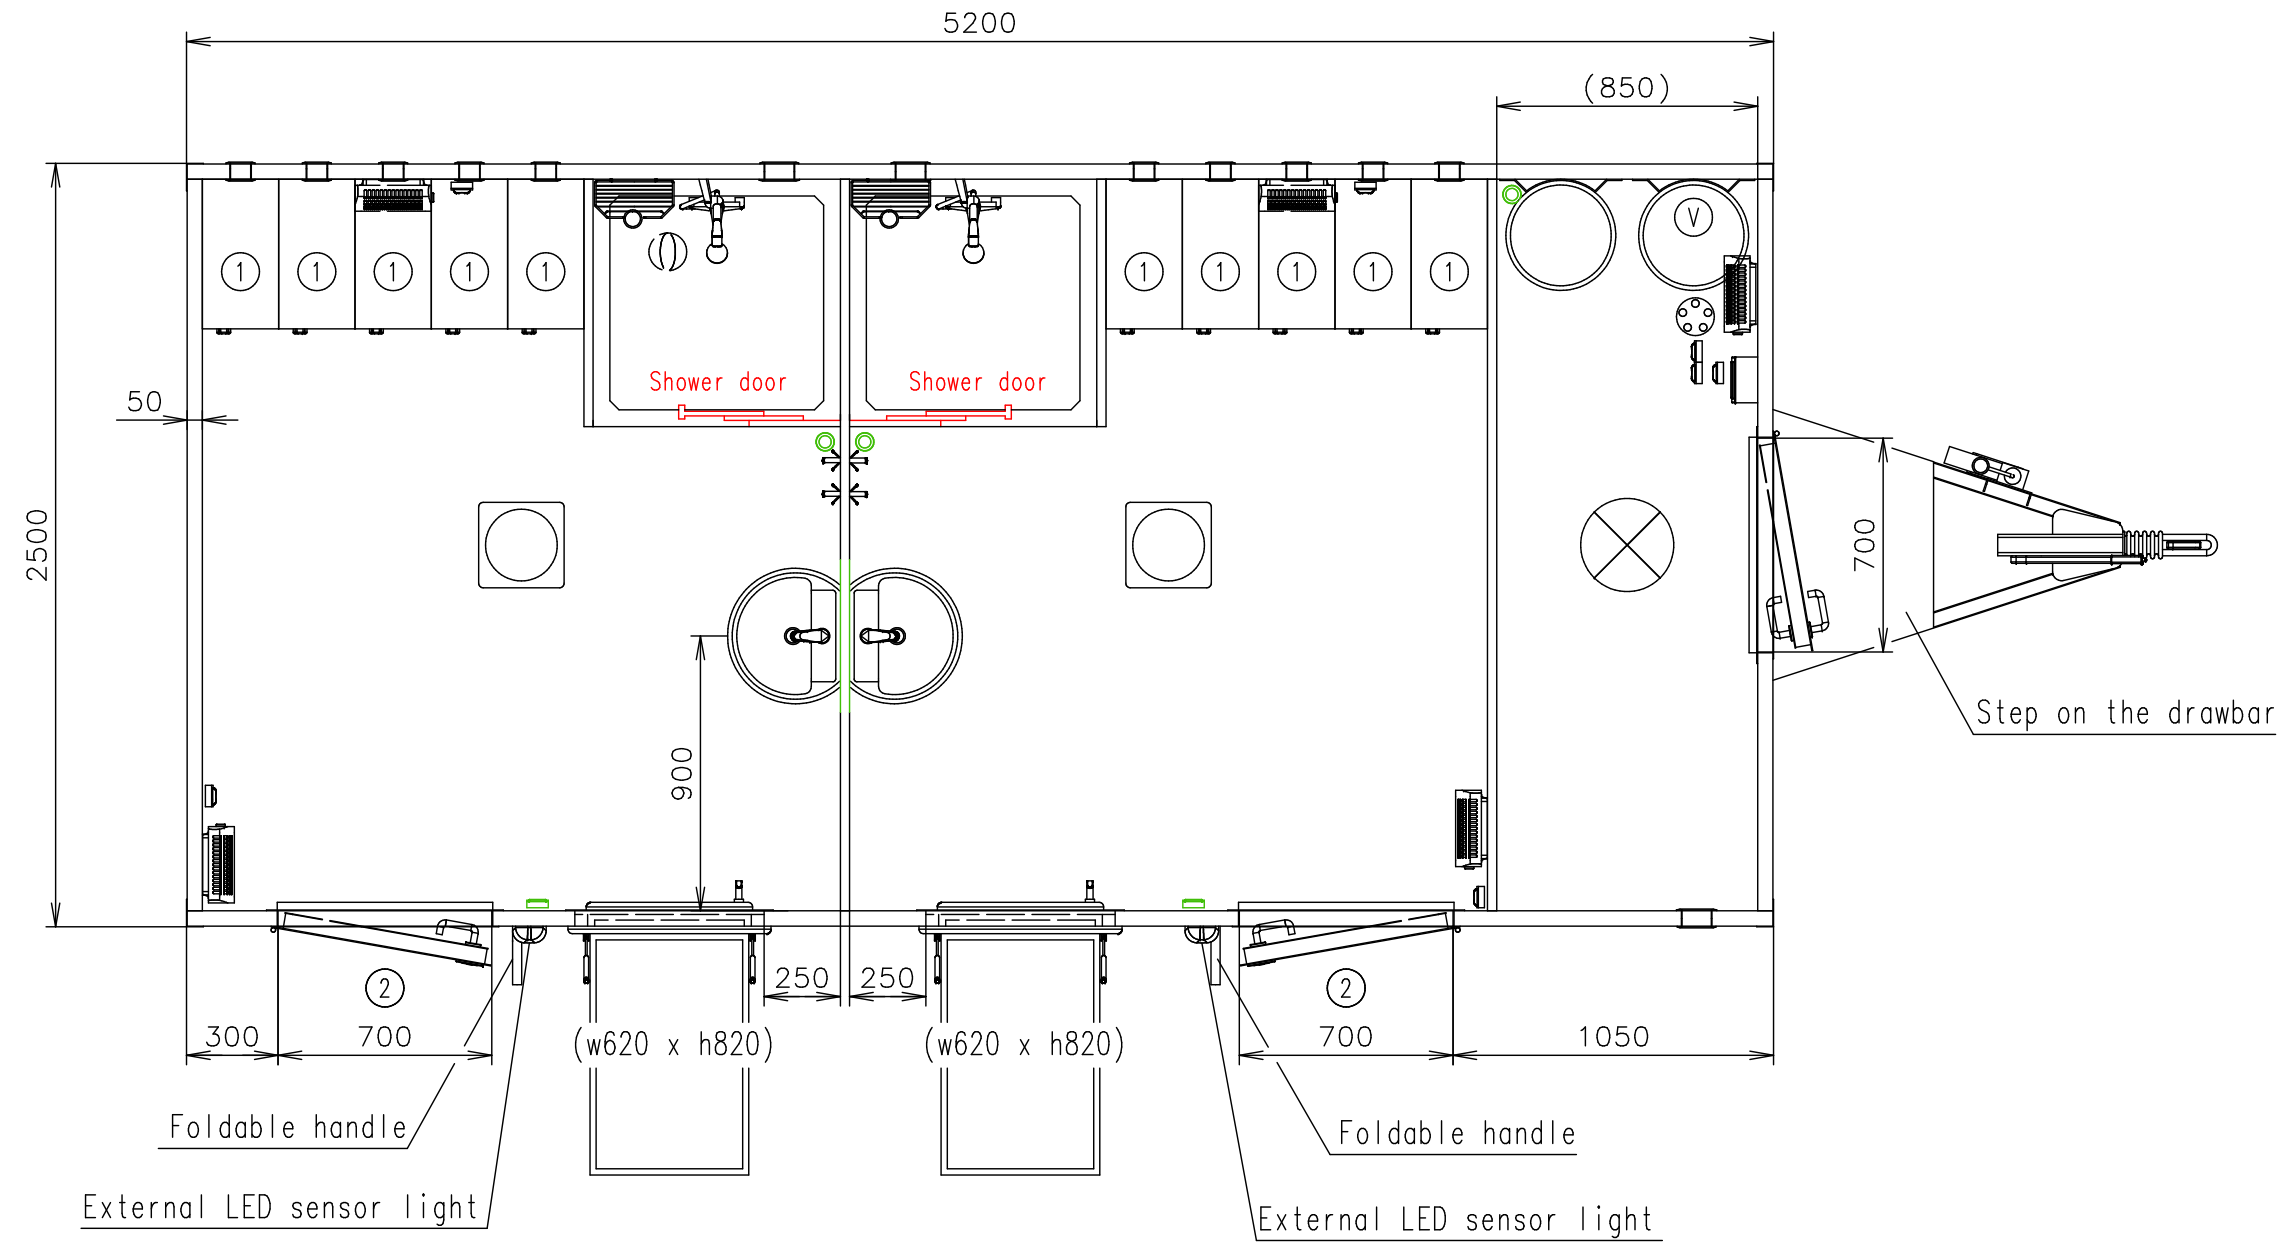 5200
(850)
V
1 1 1 1 1 1 1 1 1 1
Shower door Shower door
50
2500
700
900
Step on the drawbar
250 250
2 2
300 700 (w620 x h820) (w620 x h820) 700 1050
Foldable handle Foldable handle
External LED sensor light External LED sensor light